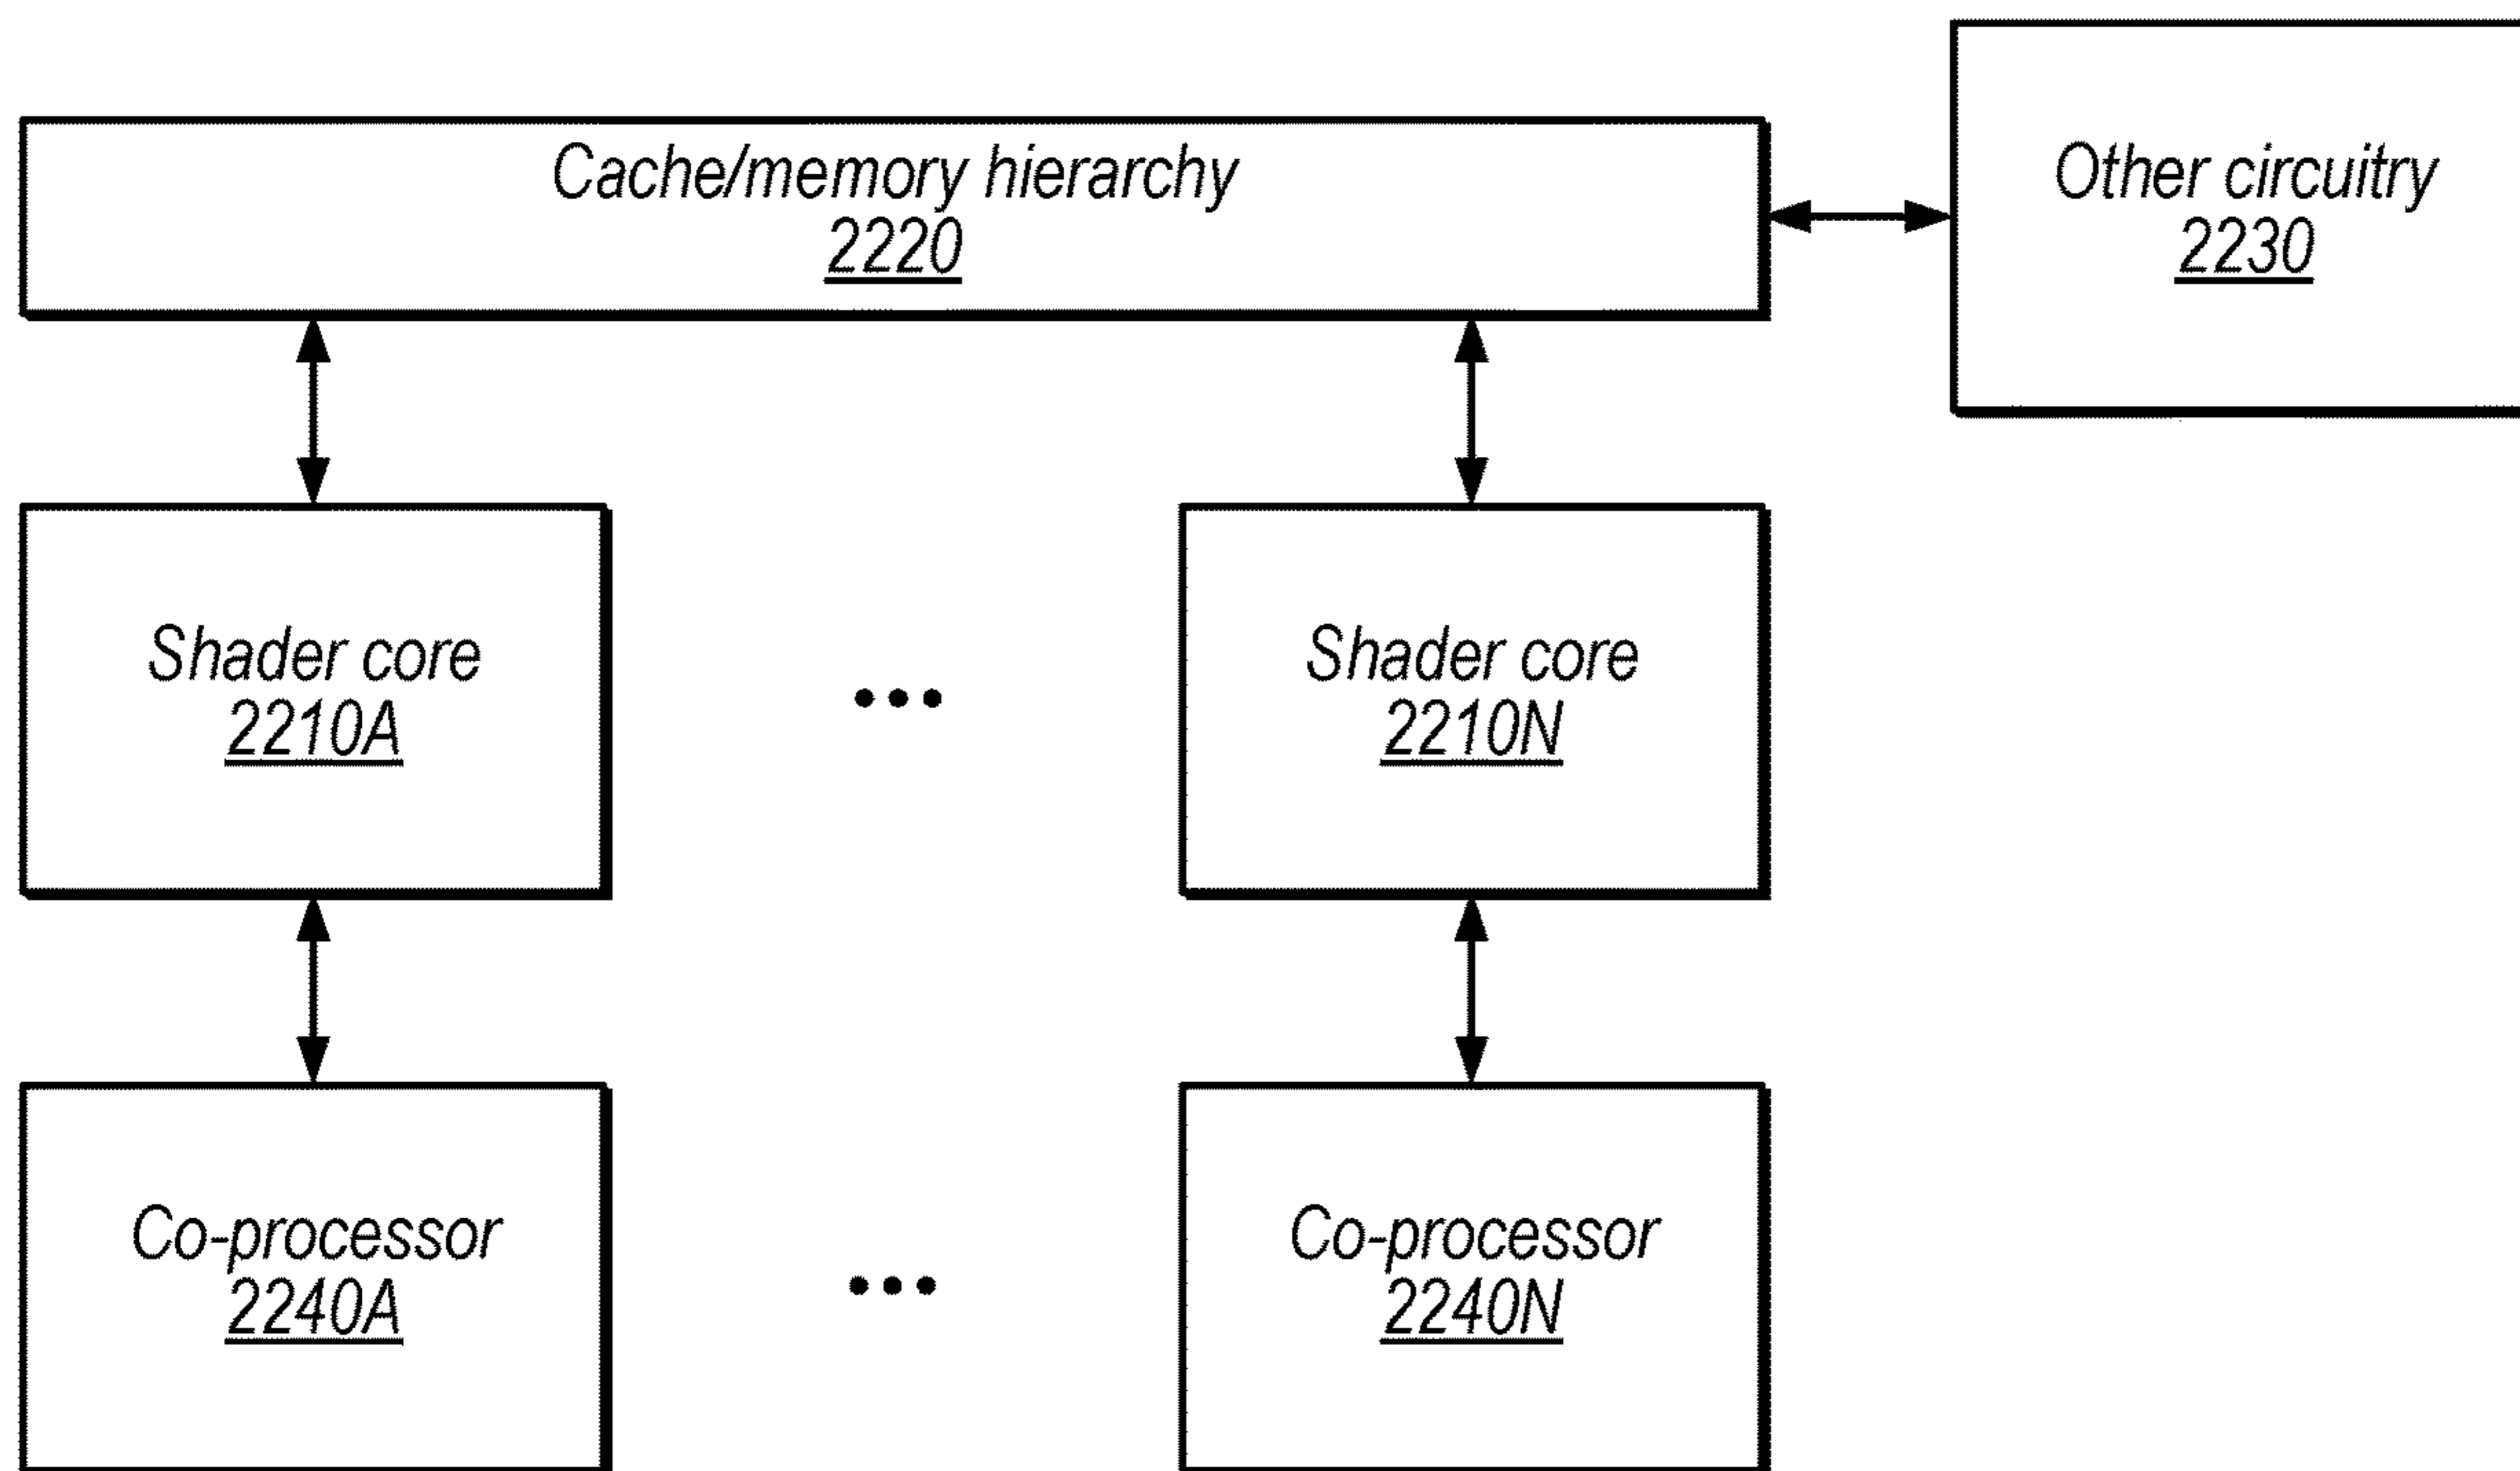 Cache/memory hierarchy
2220
Other circuitry
2230
Shader core
2210A
Shader core
2210N
Co-processor
2240A
Co-processor
2240N